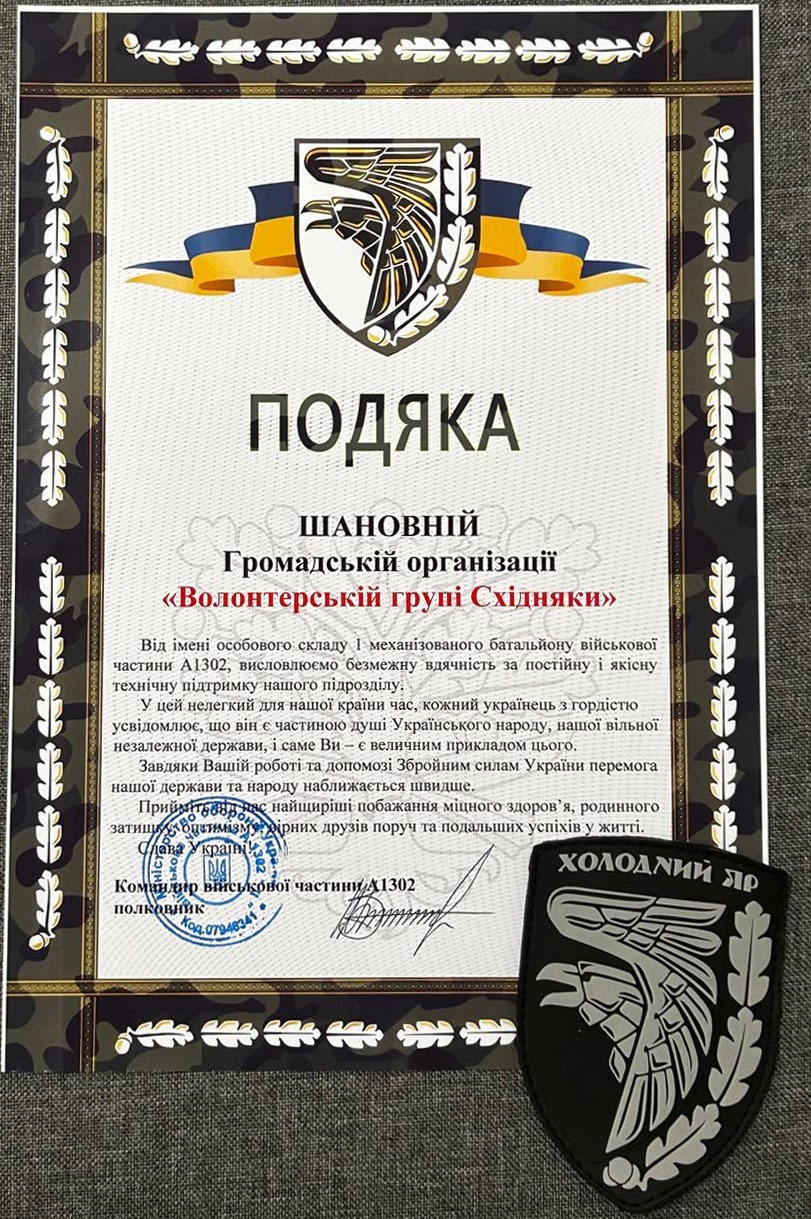 ПОДЯКА
ШАНОВНІЙ
Громадській організації
«Волонтерській групі Східняки»
Від імені особового складу 1 механізованого батальйону військової
частини А1302, висловлюємо безмежну вдячність за постійну і якісну
технічну підтримку нашого підрозділу.
У цей нелегкий для нашої країни час, кожний українець з гордістю
усвідомлює, що він є частиною душі Українського народу, нашої вільної
незалежної держави, і саме Ви – є величним прикладом цього.
Завдяки Вашій роботі та допомозі Збройним силам України перемога
нашої держави та народу наближається швидше.
Прийміть від нас найщиріші побажання міцного здоров’я, родинного
затишку, оптимізму, вірних друзів поруч та подальших успіхів у житті.
Слава Україні!
Міністерство оборони України
військова частина А1302
Код.07946341
Командир військової частини А1302
полковник
ХОЛОДНИЙ ЯР